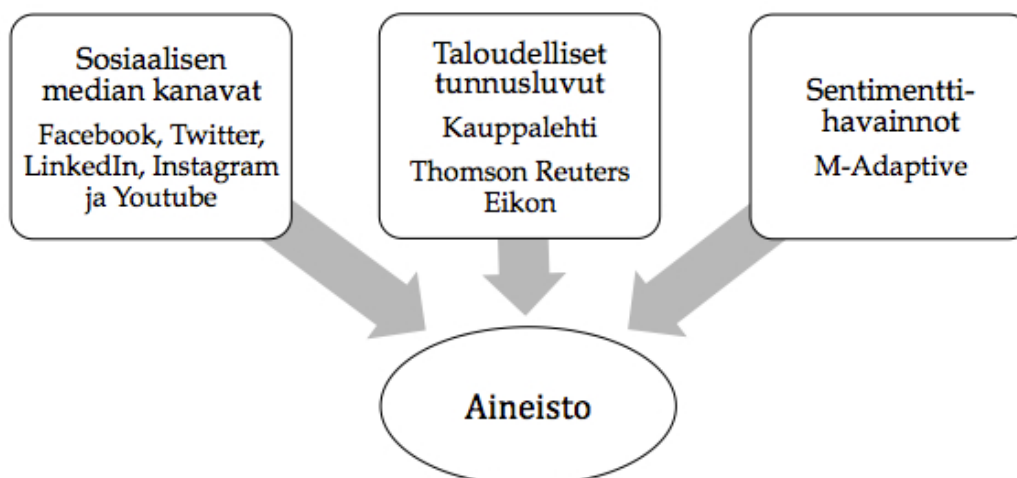 Sosiaalisen
median kanavat
Facebook, Twitter,
LinkedIn, Instagram
ja Youtube
Taloudelliset
tunnusluvut
Kauppalehti
Thomson Reuters
Eikon
Sentimentti-
havainnot
M-Adaptive
Aineisto